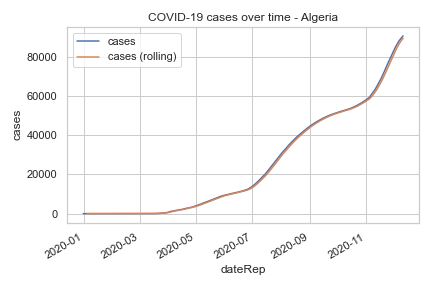 COVID-19 cases over time - Algeria
cases
cases (rolling)
80000
60000
40000
20000
0
cases
2020-01
2020-03
2020-05
2020-07
2020-09
2020-11
dateRep